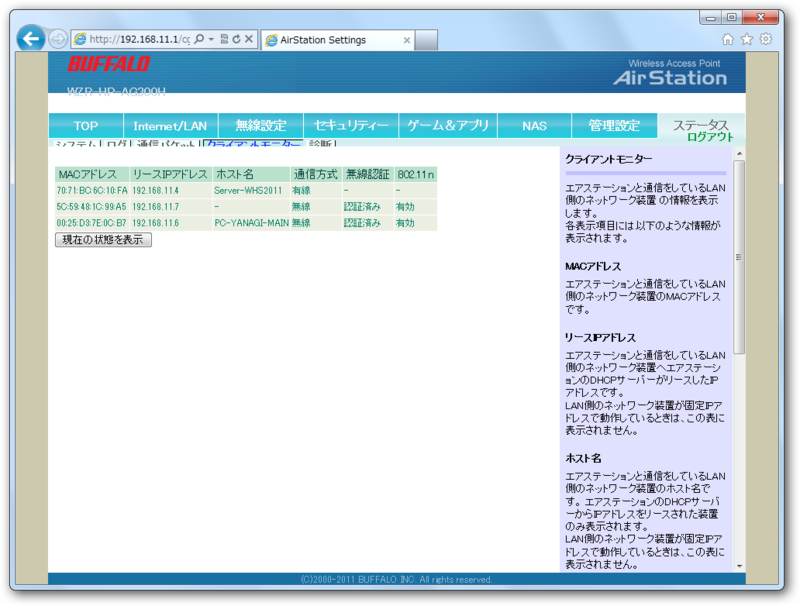 http://192.168.11.1/cg
AirStation Settings
BUFFALO
Wireless Access Point
AirStation
WZR-HP-AG300H
TOP
Internet/LAN
無線設定
セキュリティー
ゲーム＆アプリ
NAS
管理設定
ステータス
ログアウト
システム | ログ | 通信パケット | クライアントモニター | 診断 |
MACアドレス リースIPアドレス ホスト名 通信方式 無線認証 802.11n
70:71:BC:6C:10:FA 192.168.11.4 Server-WHS2011 有線 - -
5C:59:48:1C:99:A5 192.168.11.7 - 無線 認証済み 有効
00:25:D3:7E:0C:B7 192.168.11.6 PC-YANAGI-MAIN 無線 認証済み 有効
現在の状態を表示
クライアントモニター
エアステーションと通信をしているLAN
側のネットワーク装置 の情報を表示
します。
各表示項目には以下のような情報が
表示されます。
MACアドレス
エアステーションと通信をしているLAN
側のネットワーク装置のMACアドレス
です。
リースIPアドレス
エアステーションと通信をしているLAN
側のネットワーク装置へエアステーシ
ョンのDHCPサーバーがリースしたIP
アドレスです。
LAN側のネットワーク装置が固定IPア
ドレスで動作しているときは、この表に
表示されません。
ホスト名
エアステーションと通信をしているLAN
側のネットワーク装置のホスト名で
す。エアステーションのDHCPサーバ
ーからIPアドレスをリースされた装置
のみ表示されます。
LAN側のネットワーク装置が固定IPア
ドレスで動作しているときは、この表に
表示されません。
(C)2000-2011 BUFFALO INC. All rights reserved.